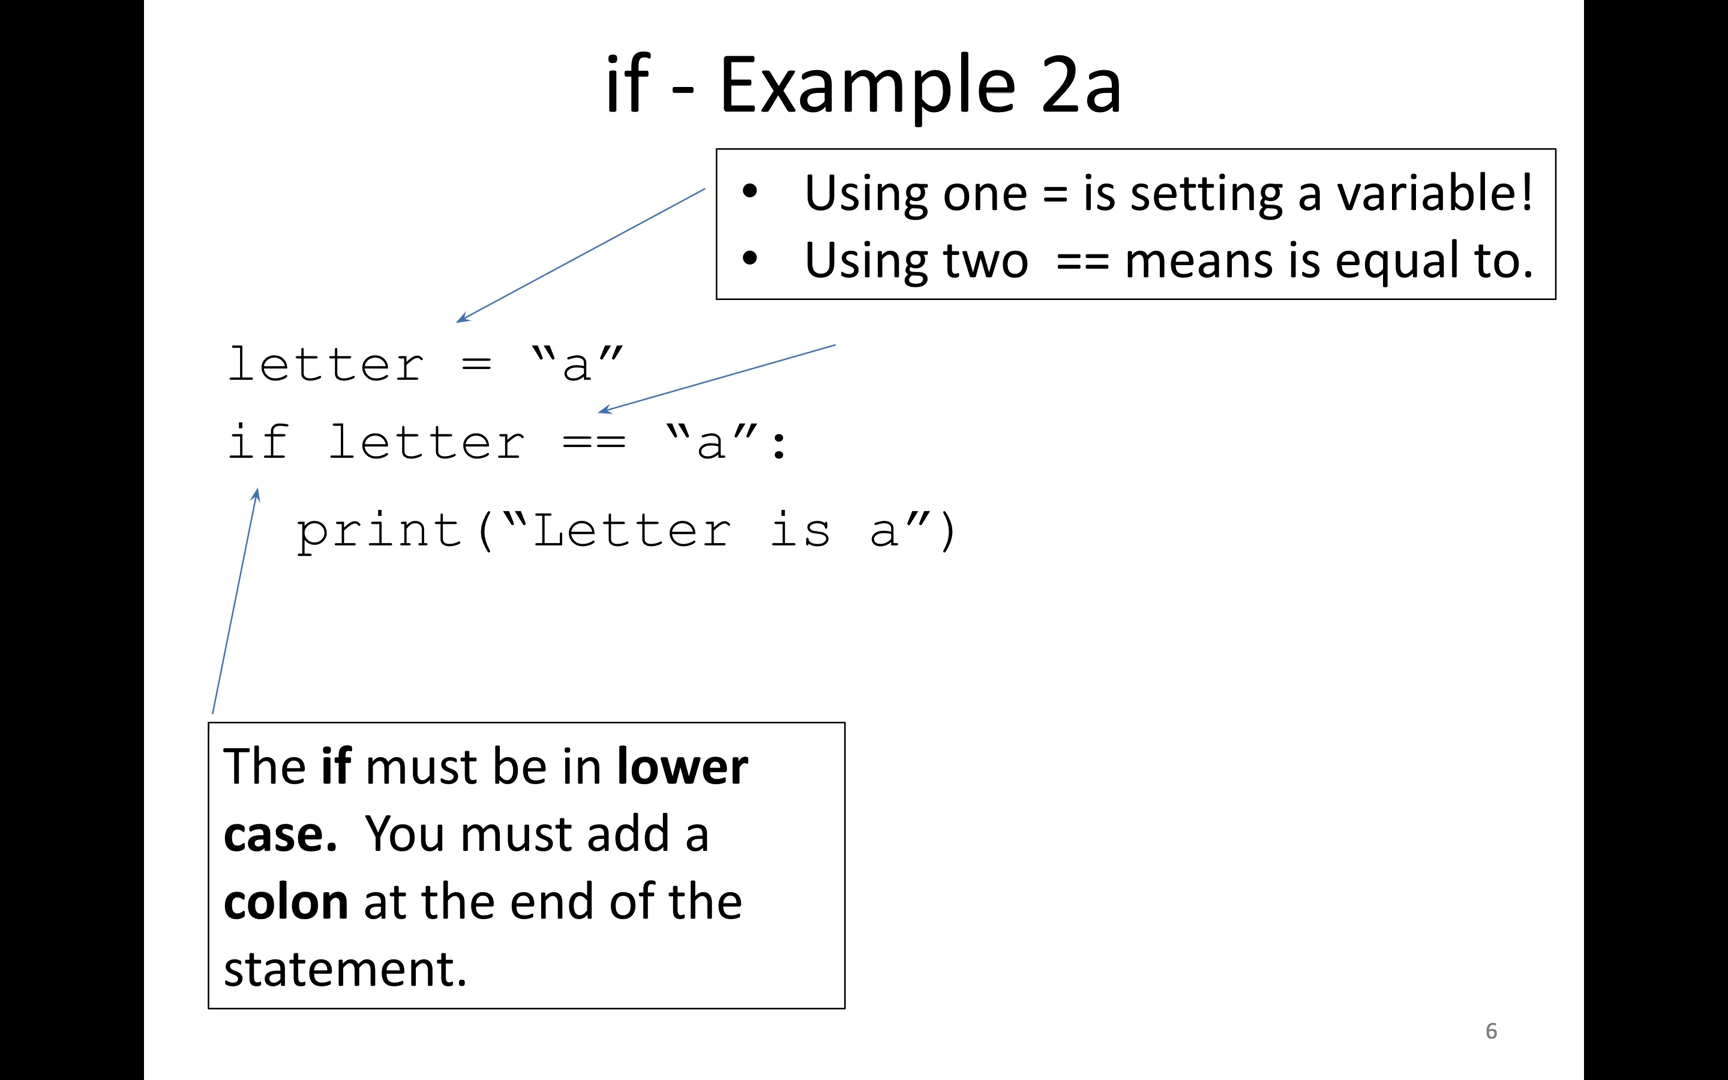 if - Example 2a
• Using one = is setting a variable!
• Using two  == means is equal to.
letter = “a”
if letter == “a”:
  print(“Letter is a”)
The if must be in lower
case.  You must add a
colon at the end of the
statement.
6